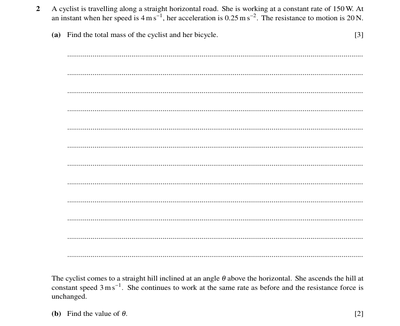 2 A cyclist is travelling along a straight horizontal road. She is working at a constant rate of 150 W. At
an instant when her speed is 4 m s⁻¹, her acceleration is 0.25 m s⁻². The resistance to motion is 20 N.
(a) Find the total mass of the cyclist and her bicycle. [3]
The cyclist comes to a straight hill inclined at an angle θ above the horizontal. She ascends the hill at
constant speed 3 m s⁻¹. She continues to work at the same rate as before and the resistance force is
unchanged.
(b) Find the value of θ. [2]